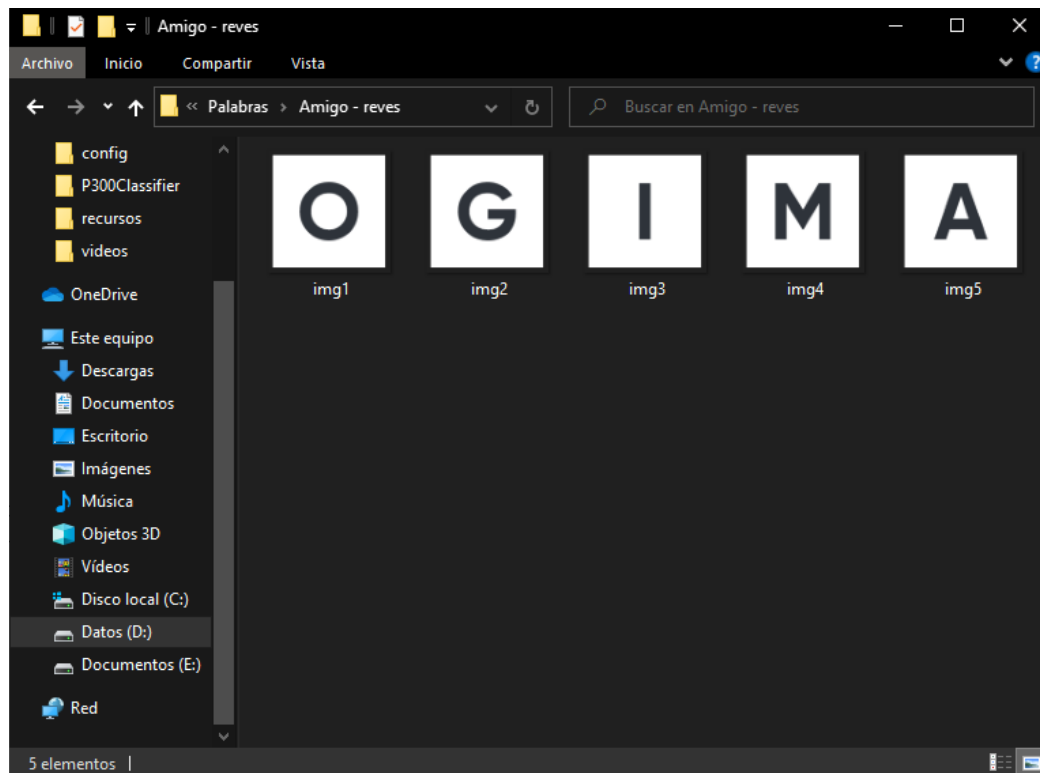 Amigo - reves
Archivo Inicio Compartir Vista
« Palabras > Amigo - reves
Buscar en Amigo - reves
config
P300Classifier
recursos
videos
OneDrive
Este equipo
Descargas
Documentos
Escritorio
Imágenes
Música
Objetos 3D
Vídeos
Disco local (C:)
Datos (D:)
Documentos (E:)
Red
O G I M A
img1 img2 img3 img4 img5
5 elementos